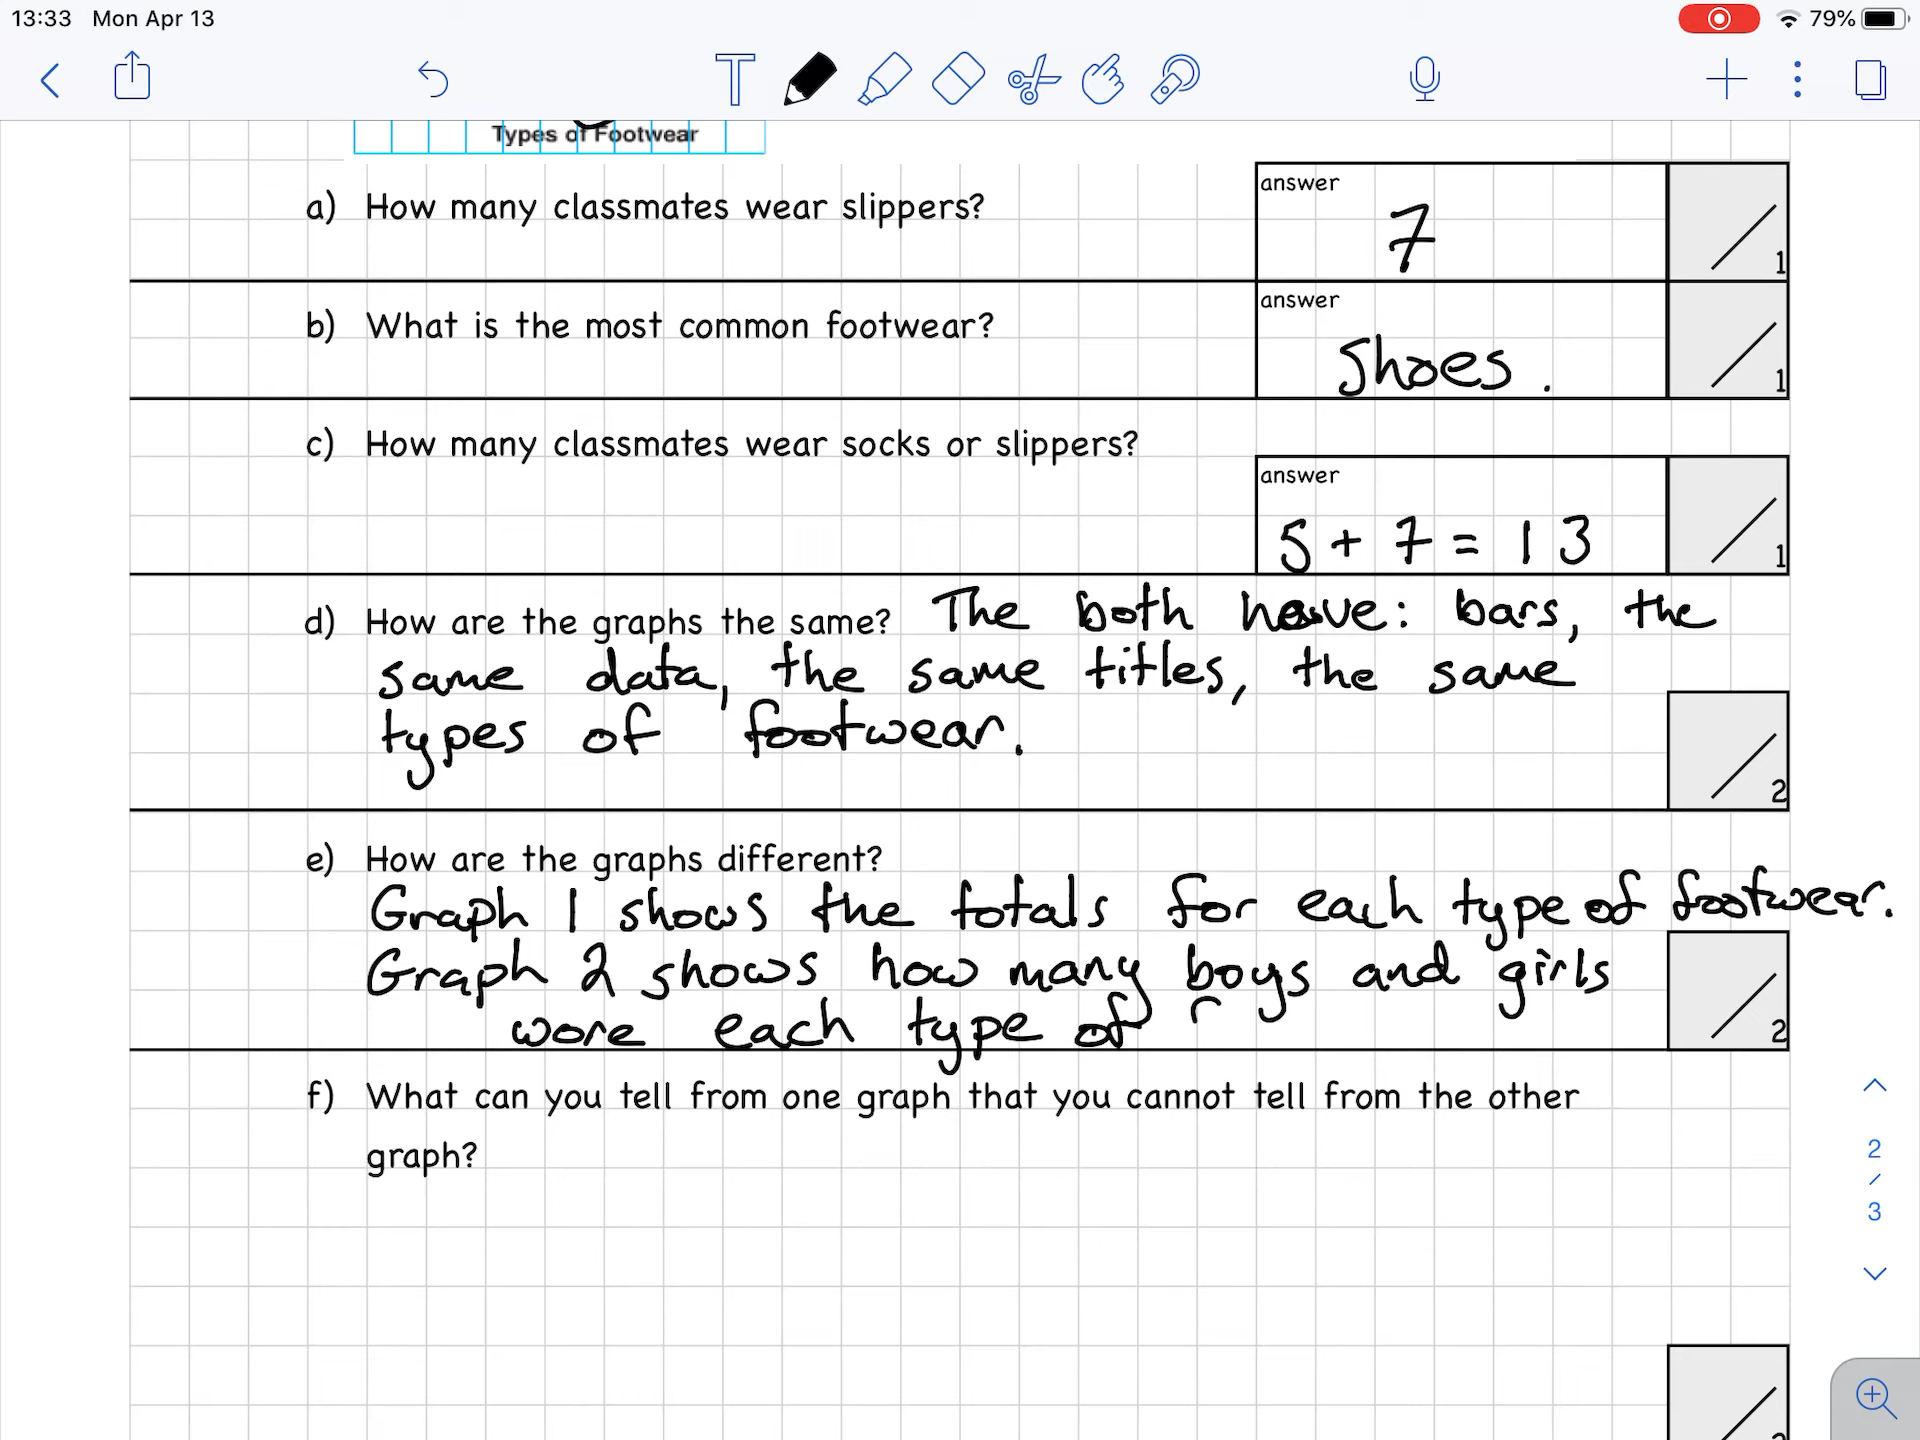 13:33 Mon Apr 13 79%
T
Types of Footwear
a) How many classmates wear slippers?
answer
7
1
b) What is the most common footwear?
answer
Shoes.
1
c) How many classmates wear socks or slippers?
answer
5 + 7 = 13
1
d) How are the graphs the same? The both have: bars, the
same data, the same titles, the same
types of footwear.
2
e) How are the graphs different?
Graph 1 shows the totals for each type of footwear.
Graph 2 shows how many boys and girls
wore each type of
2
f) What can you tell from one graph that you cannot tell from the other
graph?
2
/
3